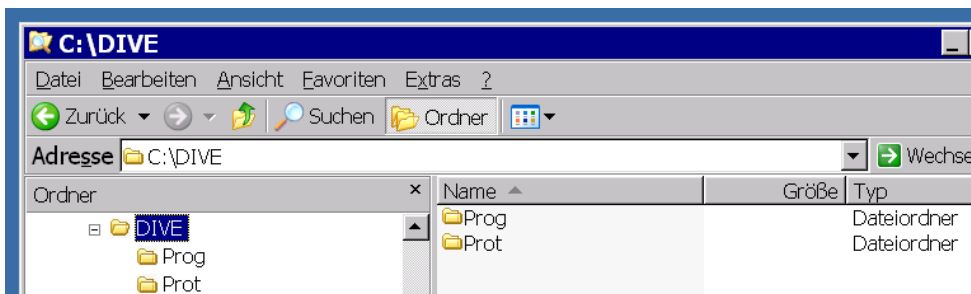 C:\DIVE
Datei Bearbeiten Ansicht Favoriten Extras ?
Zurück Suchen Ordner
Adresse C:\DIVE Wechse
Ordner × Name Größe Typ
DIVE Prog Dateiordner
Prog Prot Dateiordner
Prot